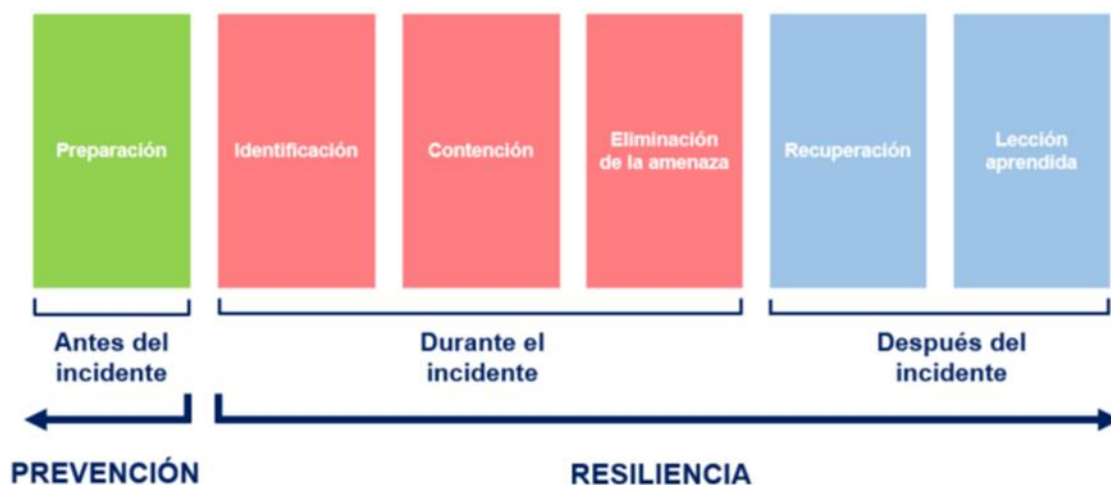 Preparación
Identificación
Contención
Eliminación
de la amenaza
Recuperación
Lección
aprendida
Antes del
incidente
Durante el
incidente
Después del
incidente
PREVENCIÓN
RESILIENCIA